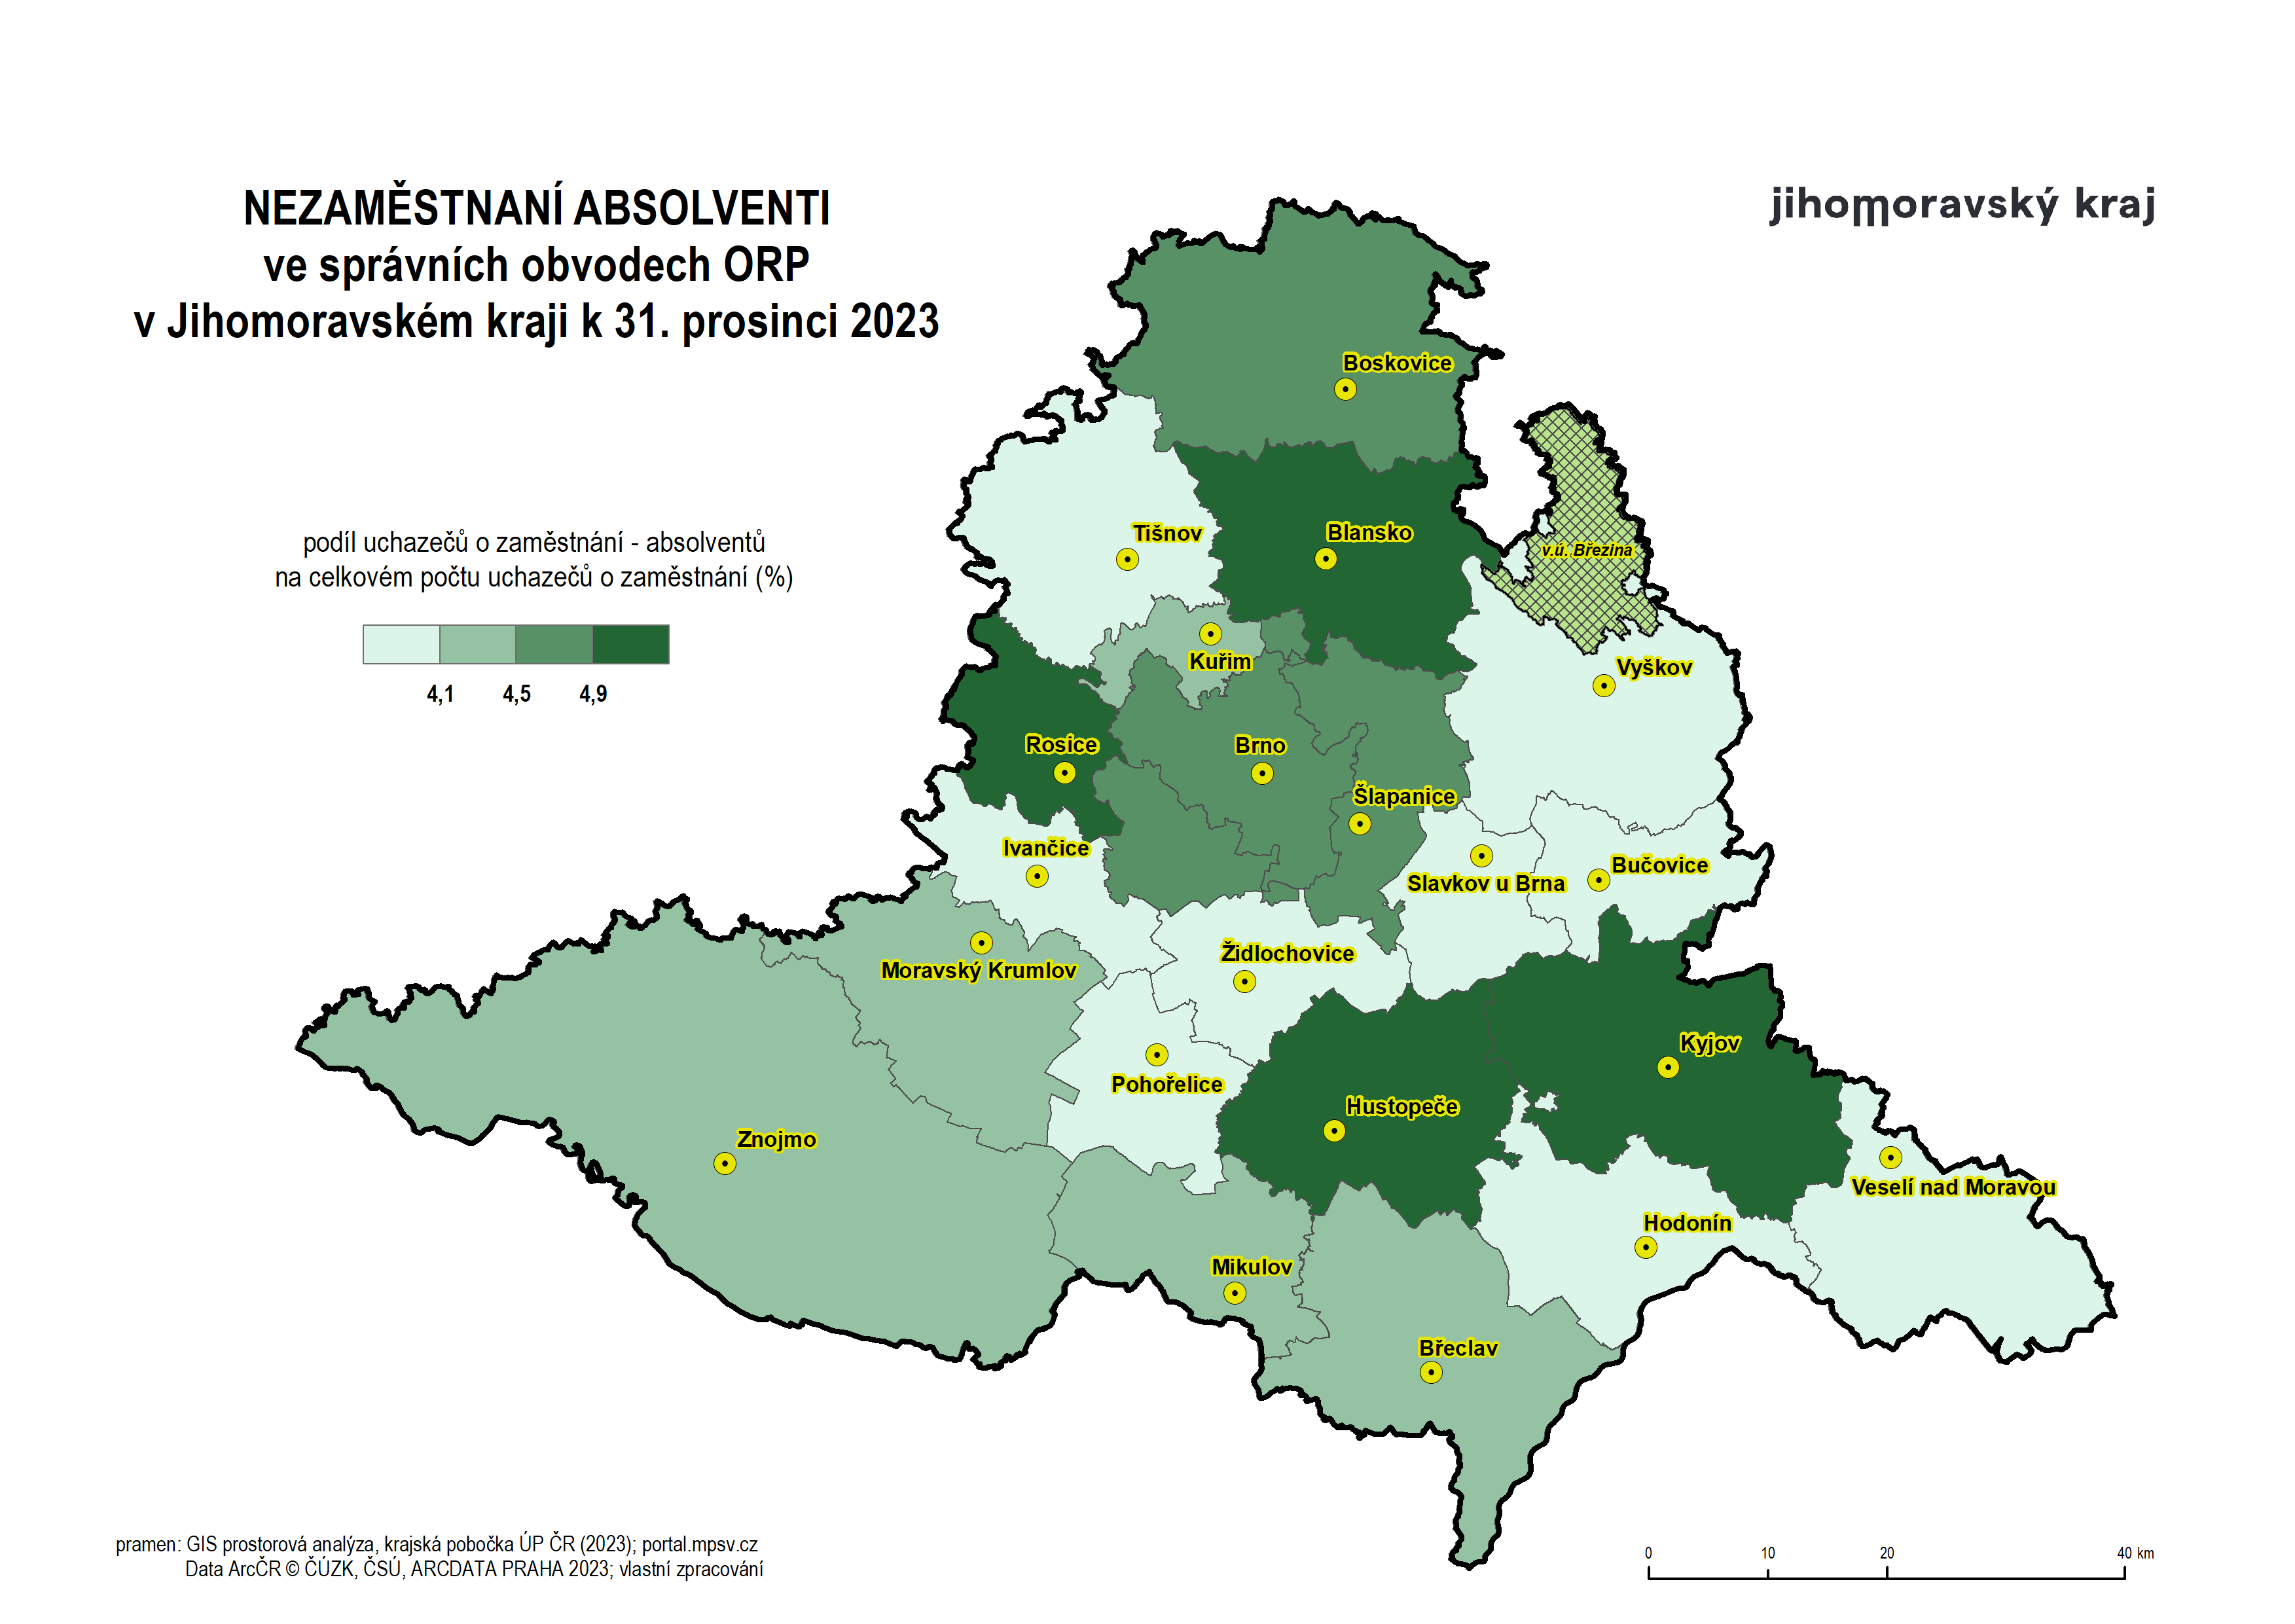 NEZAMĚSTNANÍ ABSOLVENTI
ve správních obvodech ORP
v Jihomoravském kraji k 31. prosinci 2023
jihomoravský kraj
podíl uchazečů o zaměstnání - absolventů
na celkovém počtu uchazečů o zaměstnání (%)
4,1 4,5 4,9
Boskovice
Tišnov
Blansko
v.ú. Březina
Kuřim
Vyškov
Rosice
Brno
Šlapanice
Ivančice
Slavkov u Brna
Bučovice
Moravský Krumlov
Židlochovice
Kyjov
Pohořelice
Hustopeče
Znojmo
Veselí nad Moravou
Hodonín
Mikulov
Břeclav
pramen: GIS prostorová analýza, krajská pobočka ÚP ČR (2023); portal.mpsv.cz
Data ArcČR © ČÚZK, ČSÚ, ARCDATA PRAHA 2023; vlastní zpracování
0 10 20 40 km